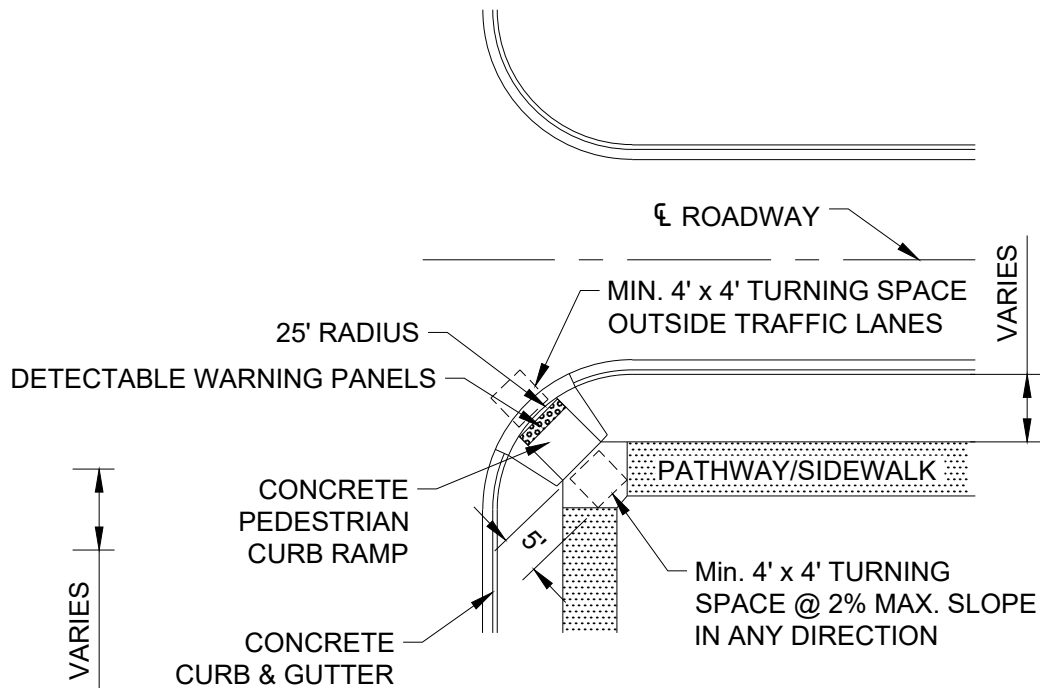 ℄ ROADWAY
MIN. 4' x 4' TURNING SPACE
OUTSIDE TRAFFIC LANES
VARIES
25' RADIUS
DETECTABLE WARNING PANELS
PATHWAY/SIDEWALK
CONCRETE
PEDESTRIAN
CURB RAMP
5'
Min. 4' x 4' TURNING
SPACE @ 2% MAX. SLOPE
IN ANY DIRECTION
VARIES
CONCRETE
CURB & GUTTER